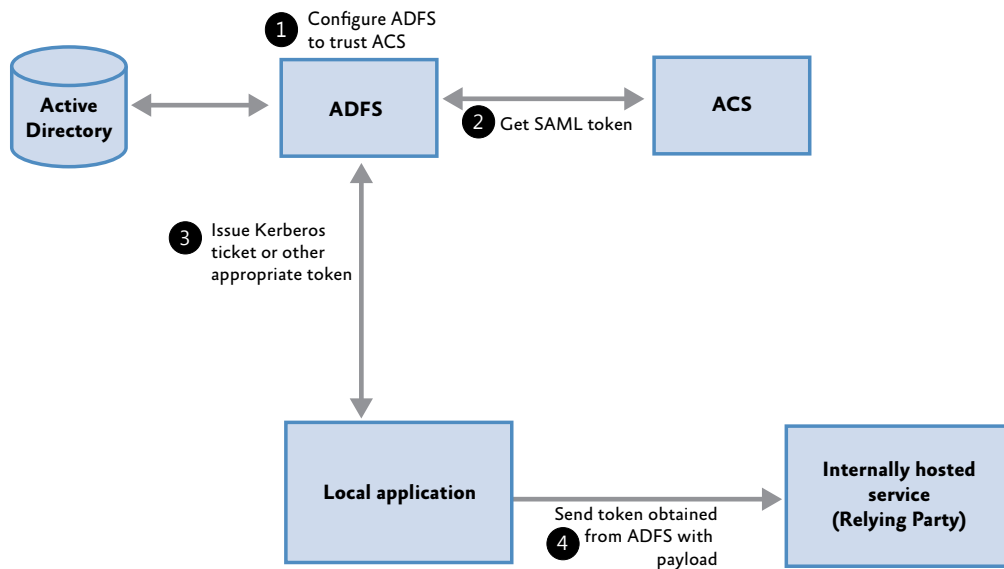 1 Configure ADFS
to trust ACS
Active
Directory
ADFS
ACS
2 Get SAML token
3 Issue Kerberos
ticket or other
appropriate token
Local application
Internally hosted
service
(Relying Party)
Send token obtained
4 from ADFS with
payload